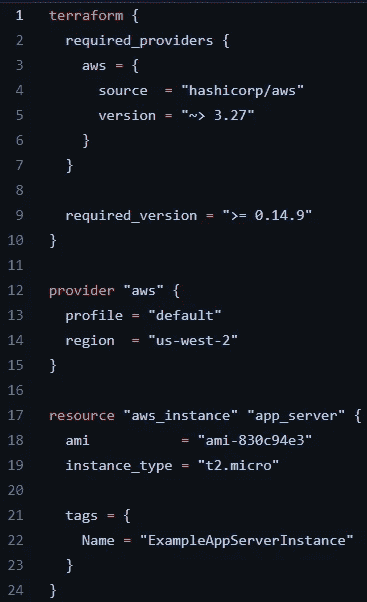 1 terraform {
2   required_providers {
3     aws = {
4       source  = "hashicorp/aws"
5       version = "~> 3.27"
6     }
7   }
8
9   required_version = ">= 0.14.9"
10 }
11
12 provider "aws" {
13   profile = "default"
14   region  = "us-west-2"
15 }
16
17 resource "aws_instance" "app_server" {
18   ami           = "ami-830c94e3"
19   instance_type = "t2.micro"
20
21   tags = {
22     Name = "ExampleAppServerInstance"
23   }
24 }